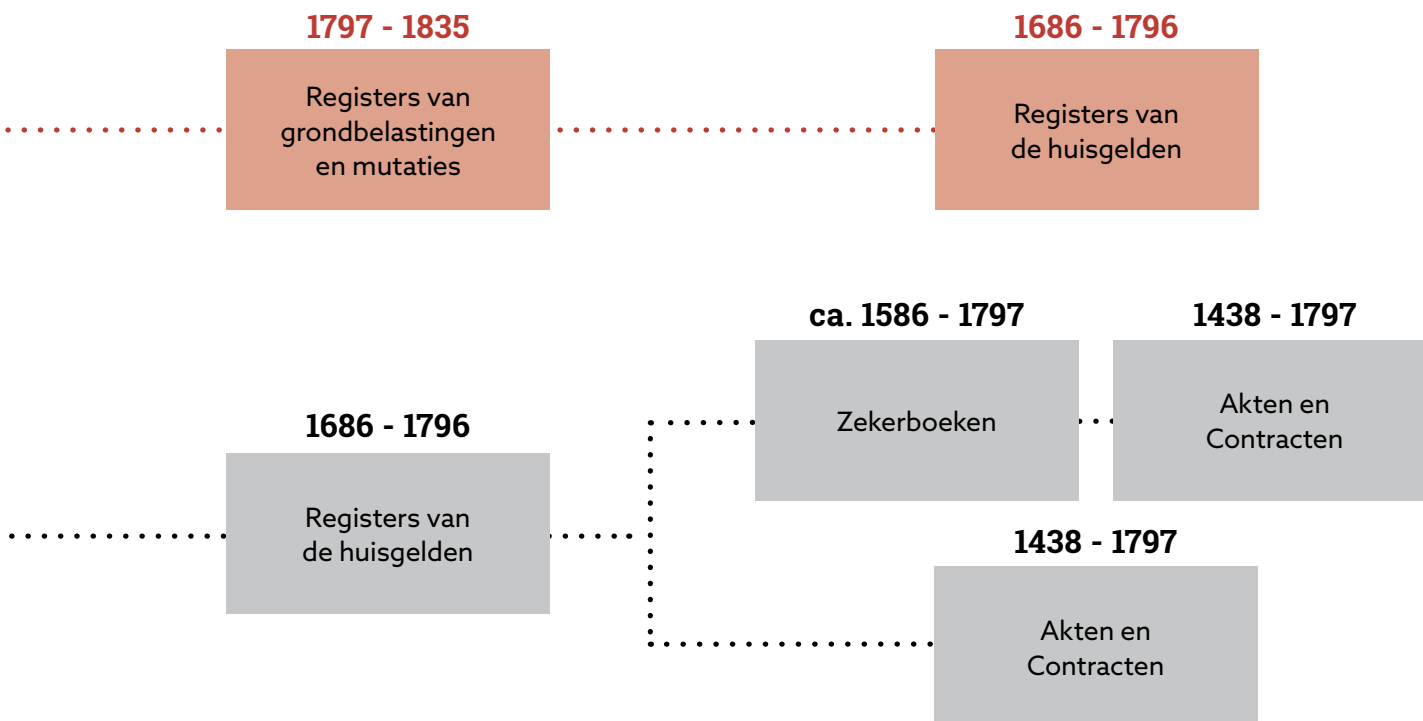 1797 - 1835
Registers van
grondbelastingen
en mutaties
1686 - 1796
Registers van
de huisgelden
1686 - 1796
Registers van
de huisgelden
ca. 1586 - 1797
Zekerboeken
1438 - 1797
Akten en
Contracten
1438 - 1797
Akten en
Contracten